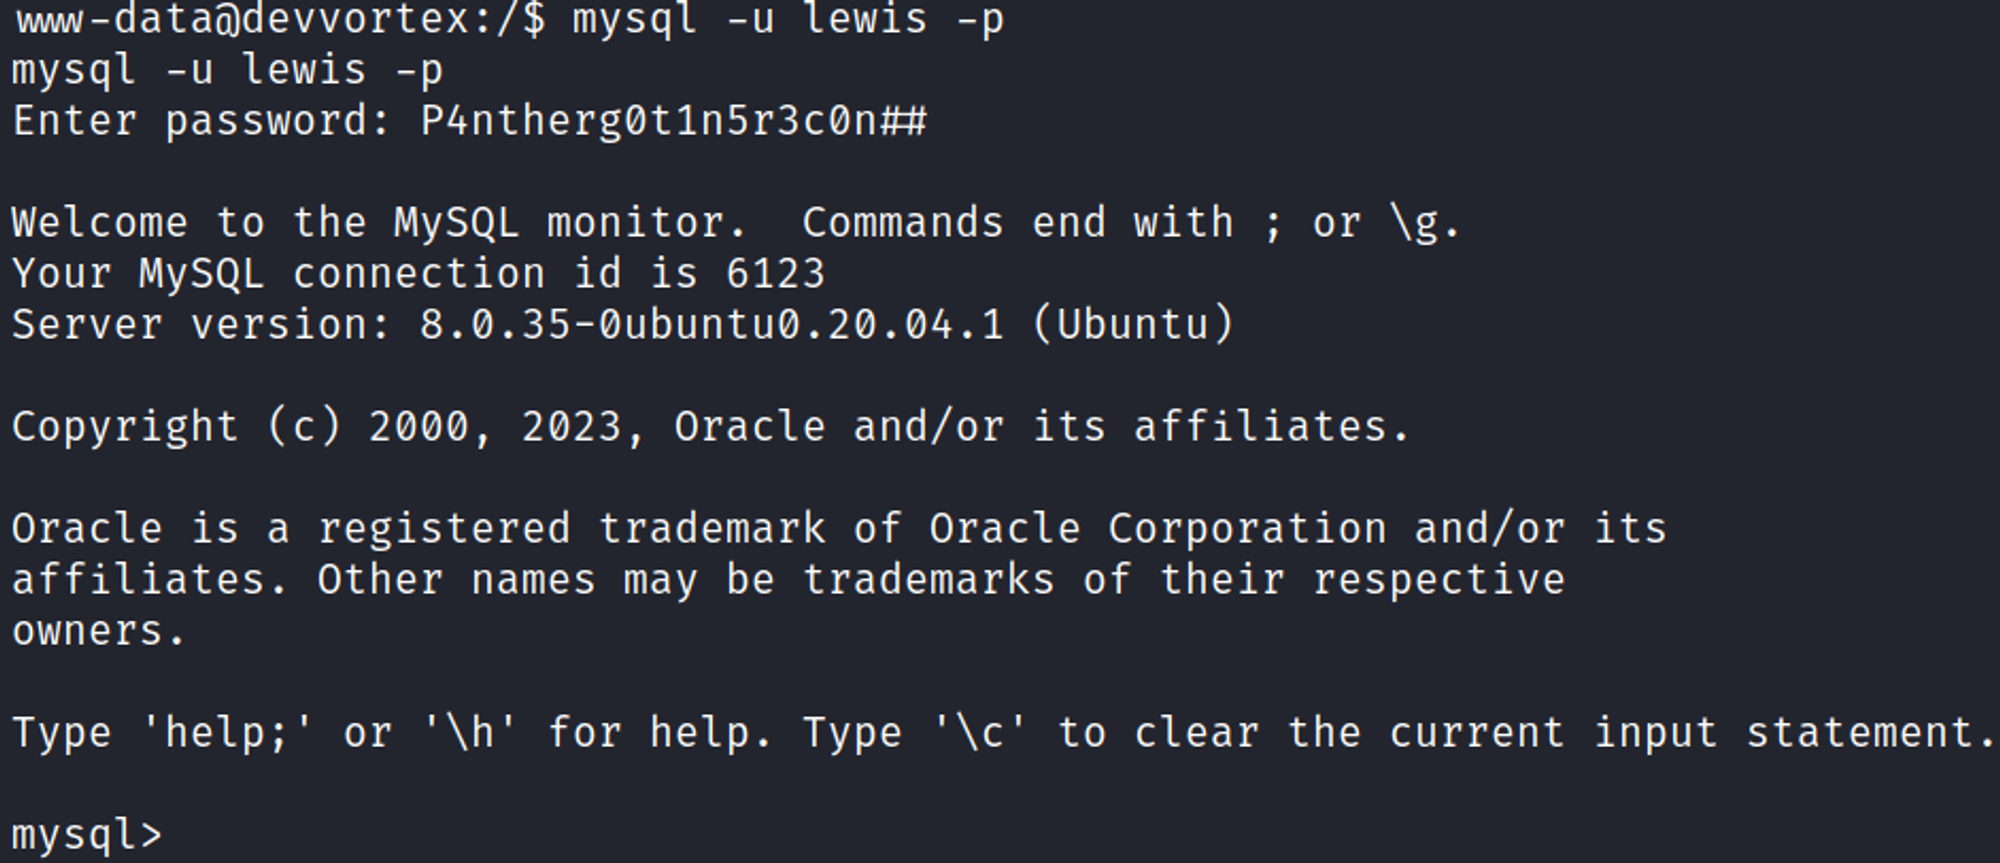 www-data@devvortex:/$ mysql -u lewis -p
mysql -u lewis -p
Enter password: P4ntherg0t1n5r3c0n##
Welcome to the MySQL monitor.  Commands end with ; or \g.
Your MySQL connection id is 6123
Server version: 8.0.35-0ubuntu0.20.04.1 (Ubuntu)
Copyright (c) 2000, 2023, Oracle and/or its affiliates.
Oracle is a registered trademark of Oracle Corporation and/or its
affiliates. Other names may be trademarks of their respective
owners.
Type 'help;' or '\h' for help. Type '\c' to clear the current input statement.
mysql>